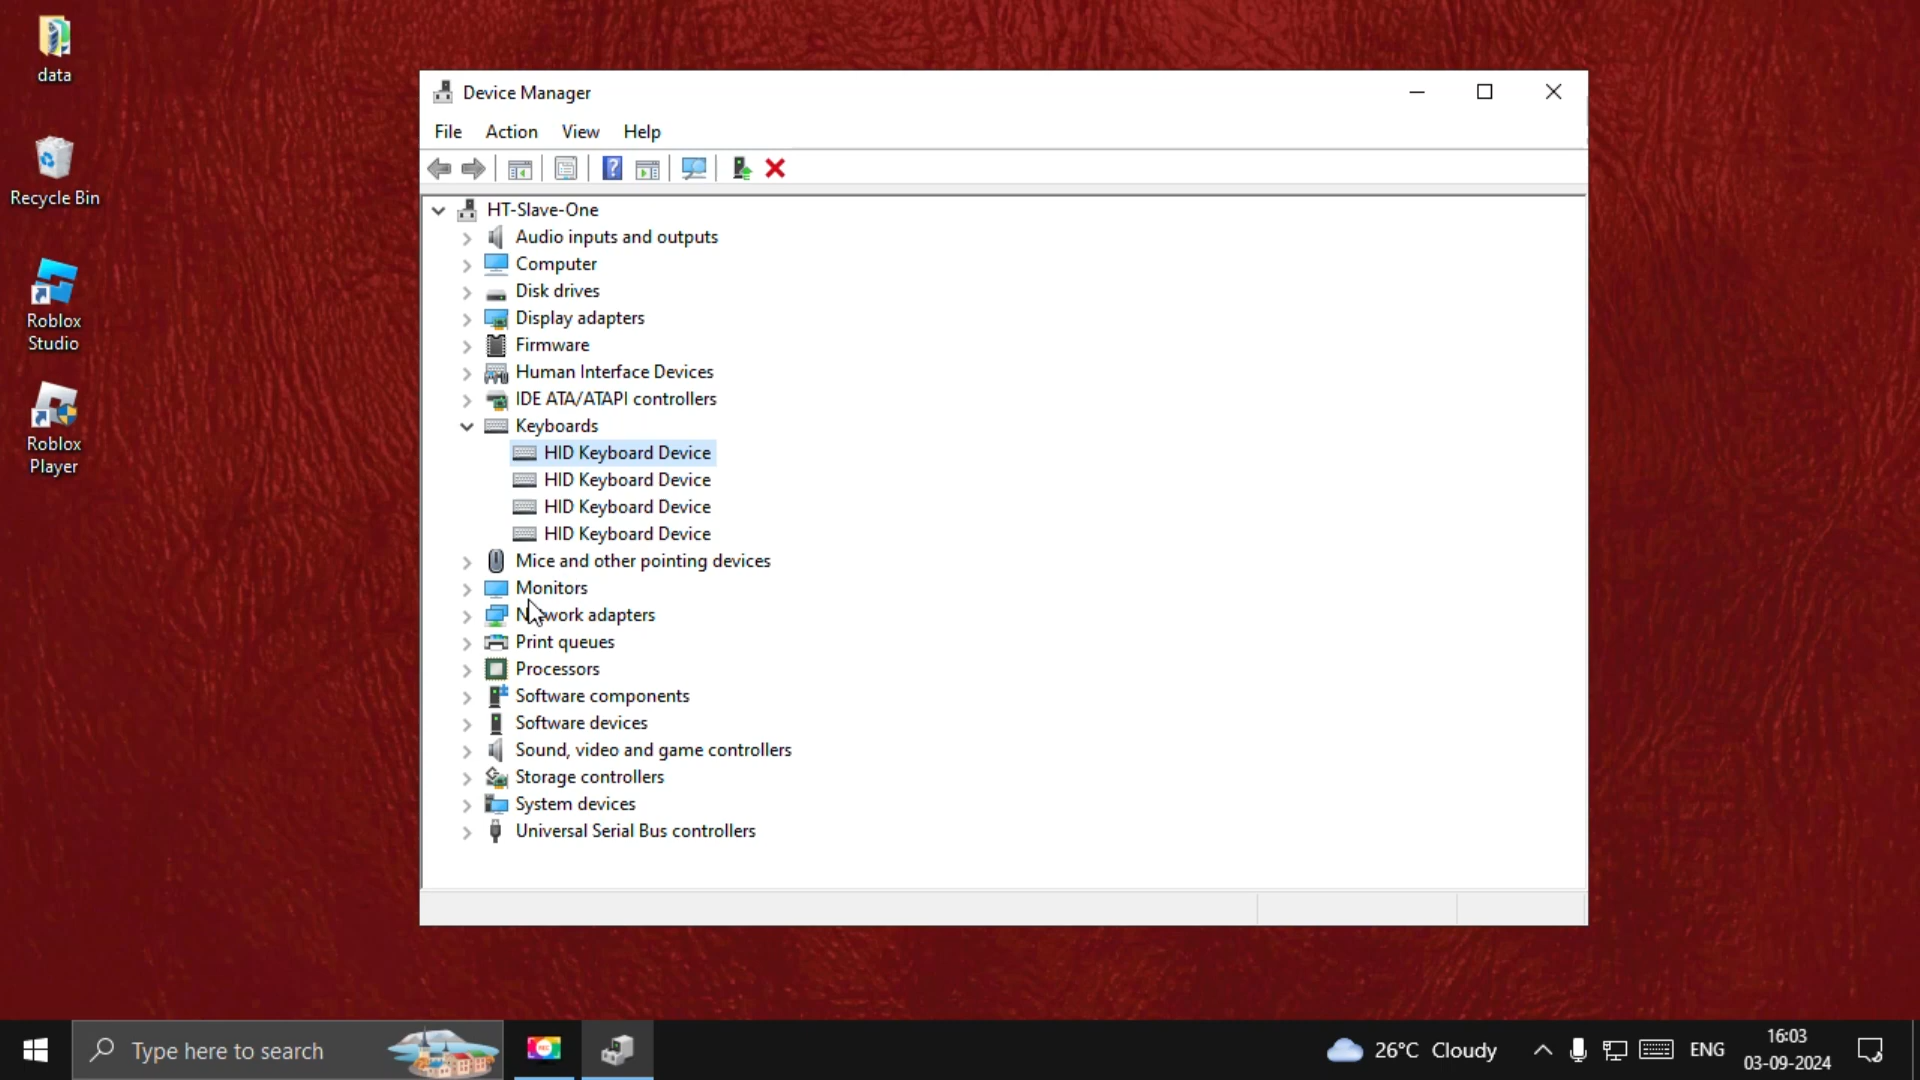 data
Recycle Bin
Roblox
Studio
Roblox
Player
Device Manager
File Action View Help
HT-Slave-One
Audio inputs and outputs
Computer
Disk drives
Display adapters
Firmware
Human Interface Devices
IDE ATA/ATAPI controllers
Keyboards
HID Keyboard Device
HID Keyboard Device
HID Keyboard Device
HID Keyboard Device
Mice and other pointing devices
Monitors
Network adapters
Print queues
Processors
Software components
Software devices
Sound, video and game controllers
Storage controllers
System devices
Universal Serial Bus controllers
Type here to search
26°C Cloudy
ENG
16:03
03-09-2024